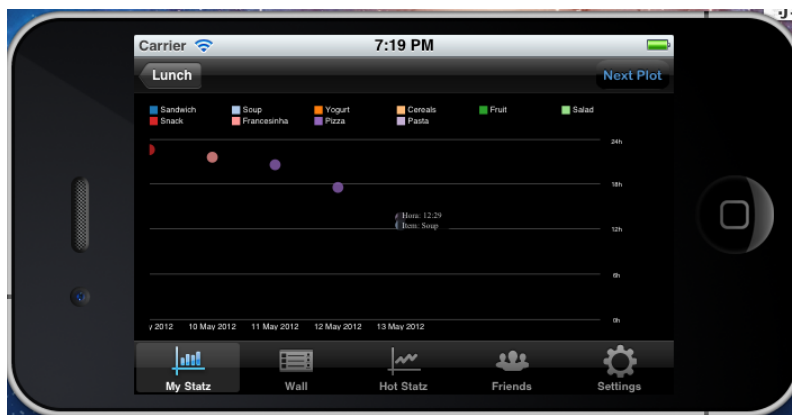 Carrier 7:19 PM
Lunch Next Plot
Sandwich Soup Yogurt Cereals Fruit Salad
Snack Francesinha Pizza Pasta
24h
18h
Hora: 12:29
Item: Soup
12h
6h
0h
y 2012 10 May 2012 11 May 2012 12 May 2012 13 May 2012
My Statz Wall Hot Statz Friends Settings